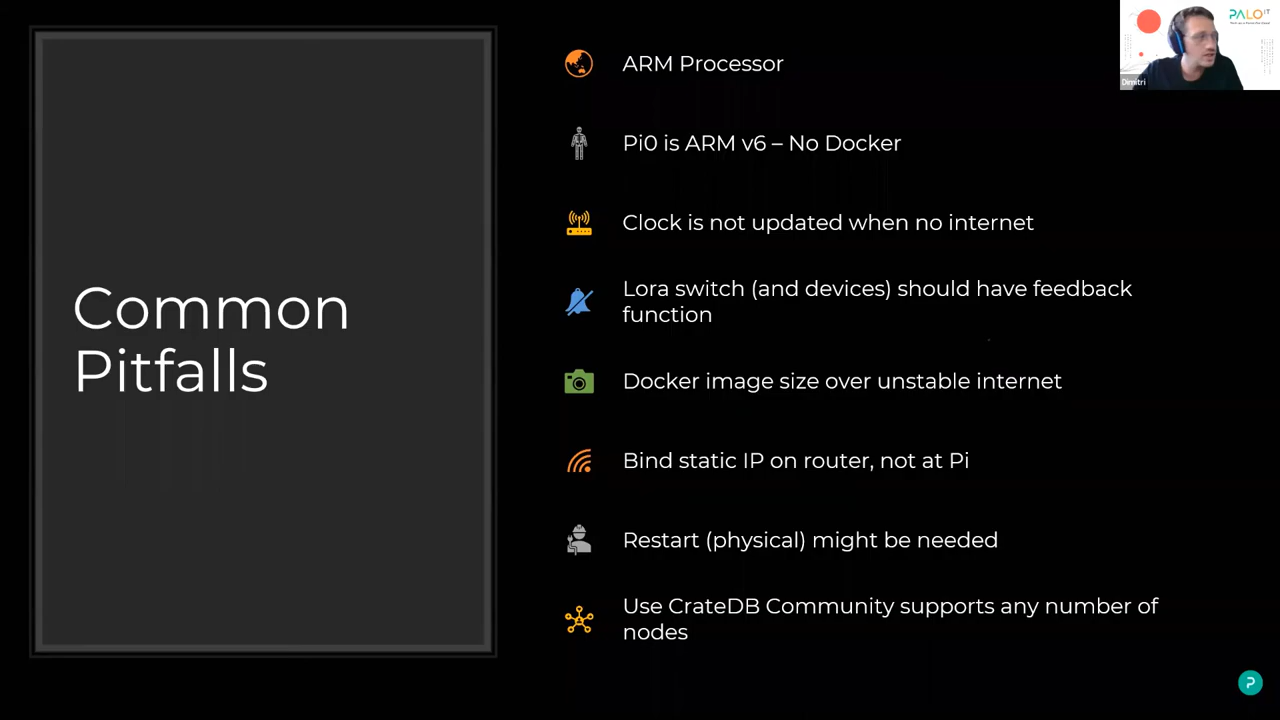 Common
Pitfalls
ARM Processor
Pi0 is ARM v6 – No Docker
Clock is not updated when no internet
Lora switch (and devices) should have feedback
function
Docker image size over unstable internet
Bind static IP on router, not at Pi
Restart (physical) might be needed
Use CrateDB Community supports any number of
nodes
PALO IT
Dimitri